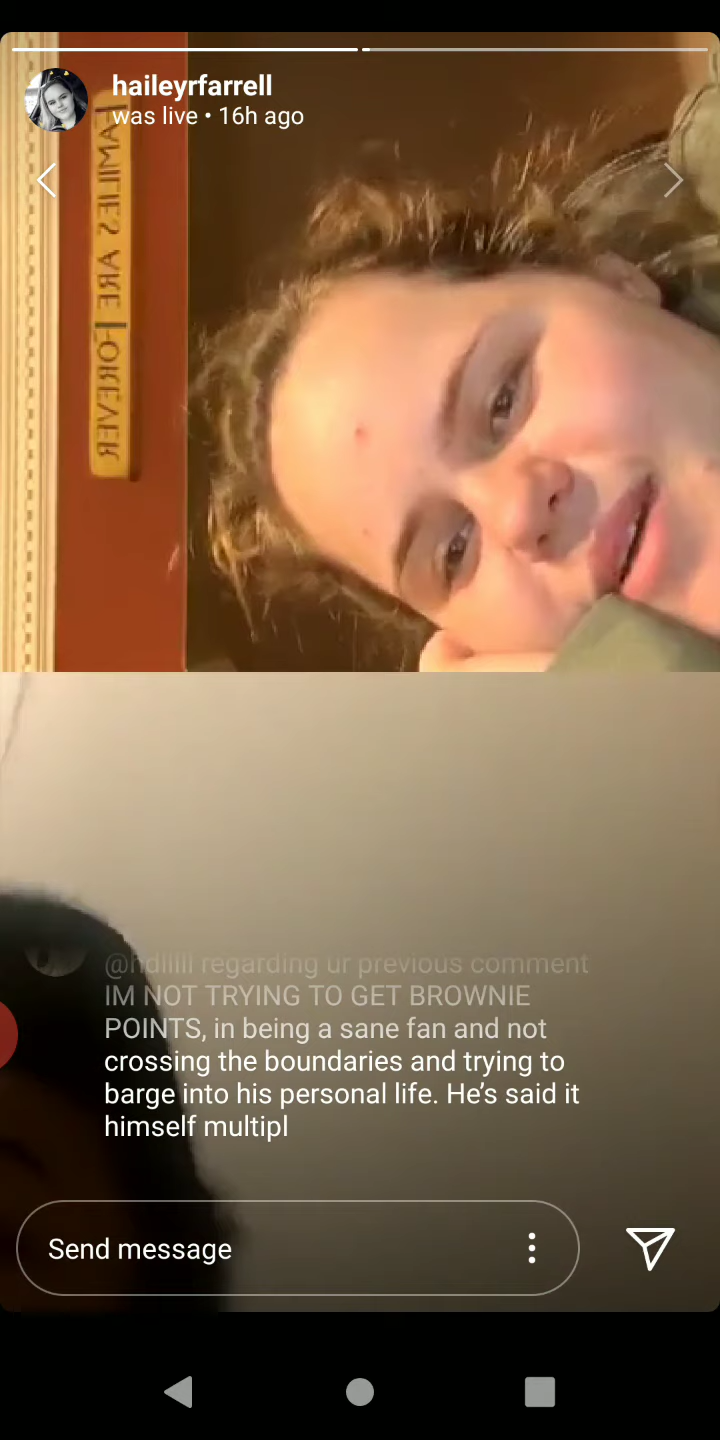 haileyrfarrell
was live • 16h ago
FAMILIES ARE FOREVER
regarding ur previous comment
IM NOT TRYING TO GET BROWNIE
POINTS, in being a sane fan and not
crossing the boundaries and trying to
barge into his personal life. He’s said it
himself multipl
Send message